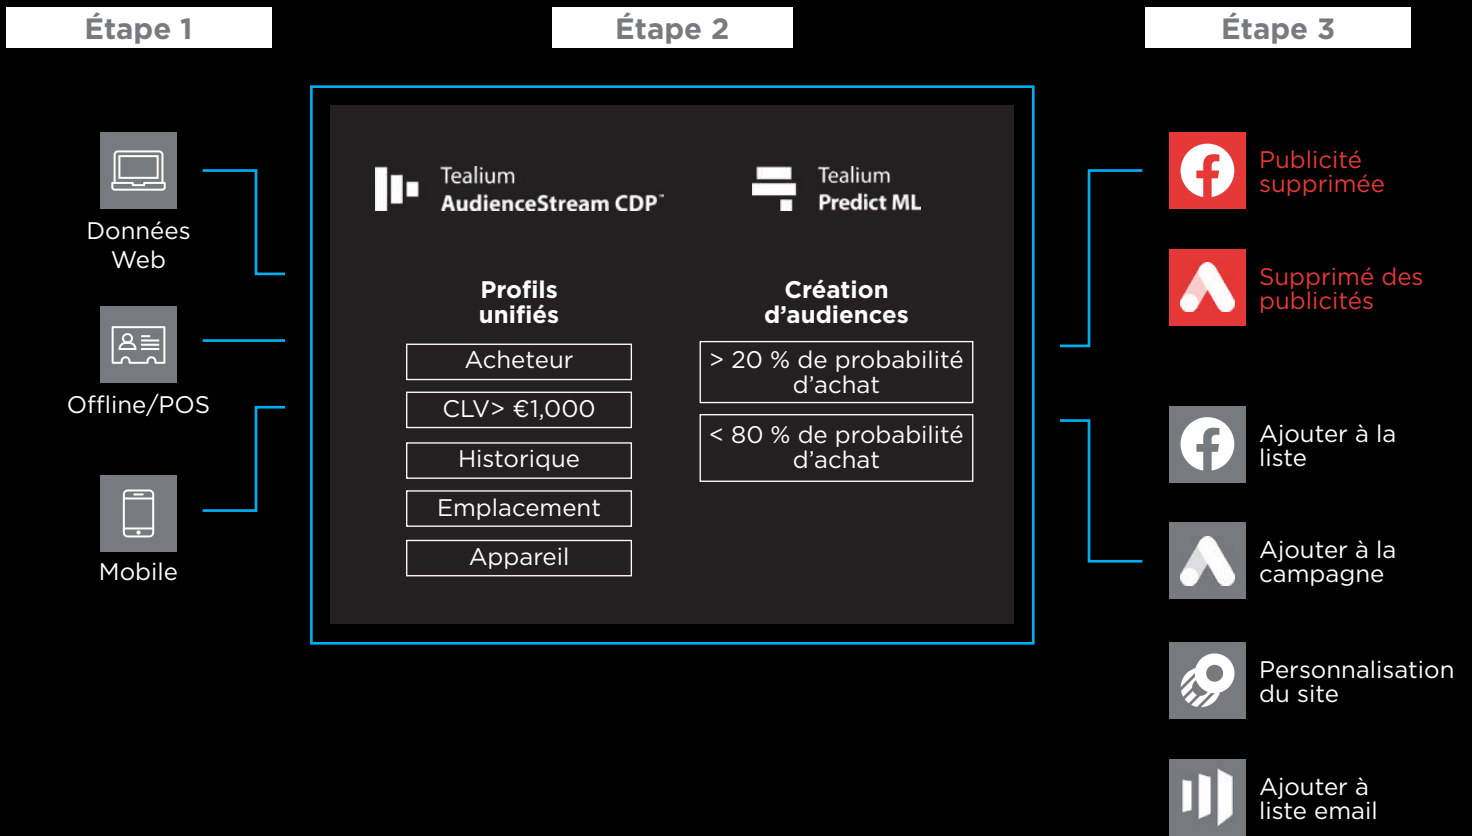 Étape 1
Étape 2
Étape 3
Données
Web
Offline/POS
Mobile
Tealium
AudienceStream CDP™
Profils
unifiés
Acheteur
CLV> €1,000
Historique
Emplacement
Appareil
Tealium
Predict ML
Création
d’audiences
> 20 % de probabilité
d’achat
< 80 % de probabilité
d’achat
Publicité
supprimée
Supprimé des
publicités
Ajouter à la
liste
Ajouter à la
campagne
Personnalisation
du site
Ajouter à
liste email